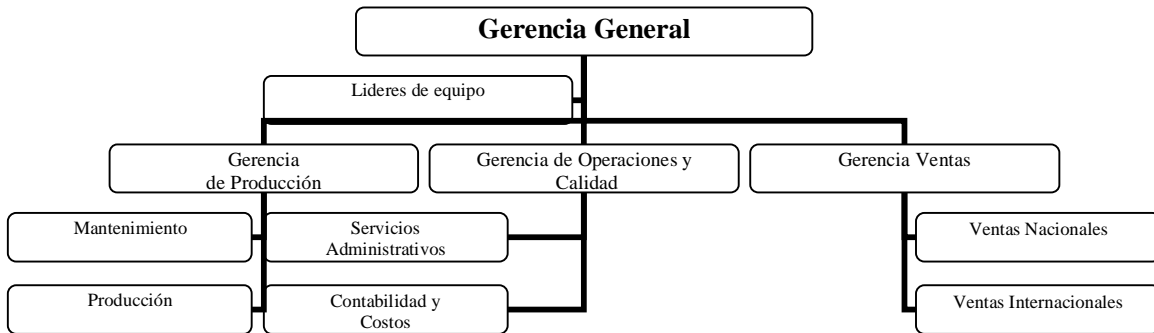 Gerencia General
Lideres de equipo
Gerencia
de Producción
Gerencia de Operaciones y
Calidad
Gerencia Ventas
Mantenimiento
Servicios
Administrativos
Ventas Nacionales
Producción
Contabilidad y
Costos
Ventas Internacionales